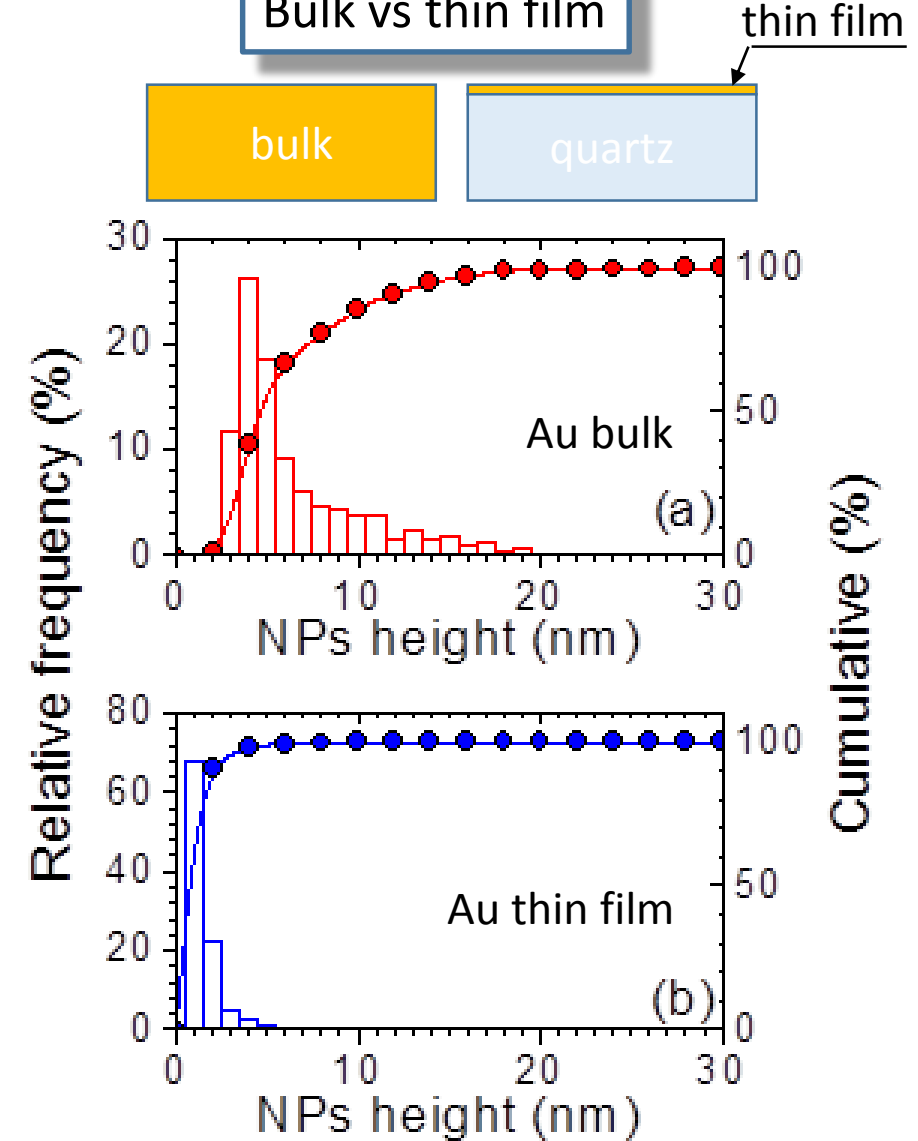 Bulk vs thin film
thin film
bulk
quartz
30
20
10
0
100
50
0
Au bulk
(a)
0
10
20
30
NPs height (nm)
Relative frequency (%)
Cumulative (%)
80
60
40
20
0
100
50
0
Au thin film
(b)
0
10
20
30
NPs height (nm)